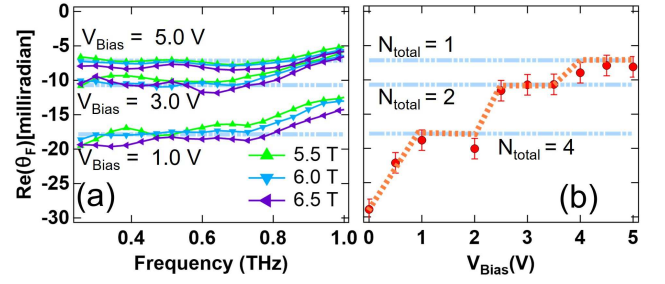 0
-5
-10
-15
-20
-25
-30
Re(θF)[milliradian]
VBias = 5.0 V
VBias = 3.0 V
VBias = 1.0 V
5.5 T
6.0 T
6.5 T
(a)
0.4 0.6 0.8 1.0
Frequency (THz)
Ntotal = 1
Ntotal = 2
Ntotal = 4
(b)
0 1 2 3 4 5
VBias(V)